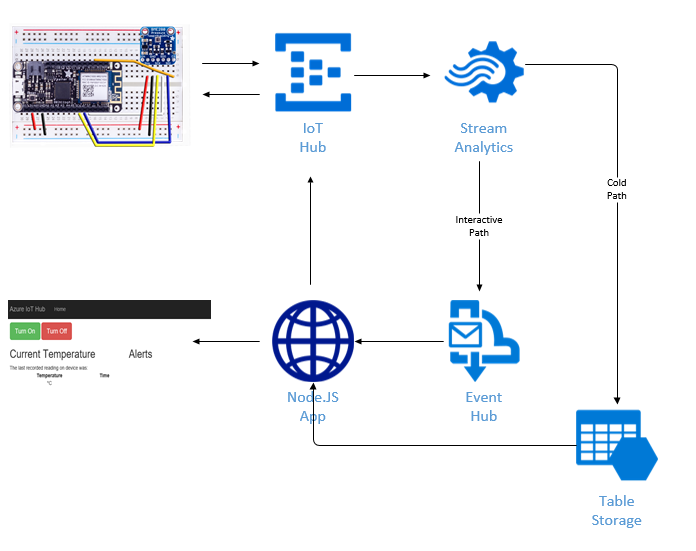 IoT
Hub
Stream
Analytics
Cold
Path
Interactive
Path
Azure IoT Hub Home
Turn On Turn Off
Current Temperature Alerts
The last recorded reading on device was:
Temperature Time
°C
Node.JS
App
Event
Hub
Table
Storage